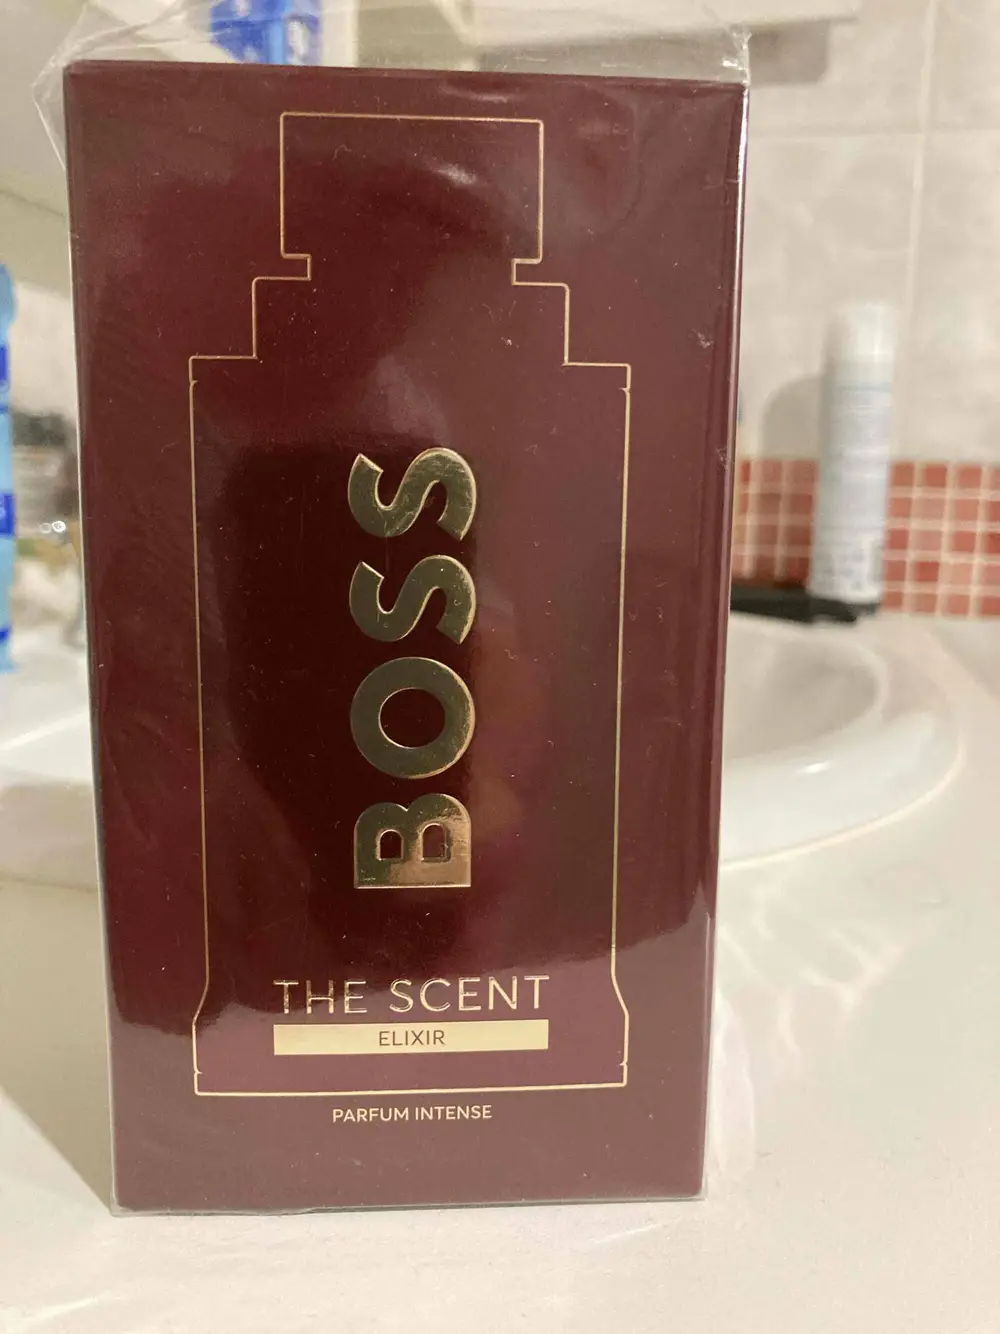 BOSS
THE SCENT
ELIXIR
PARFUM INTENSE